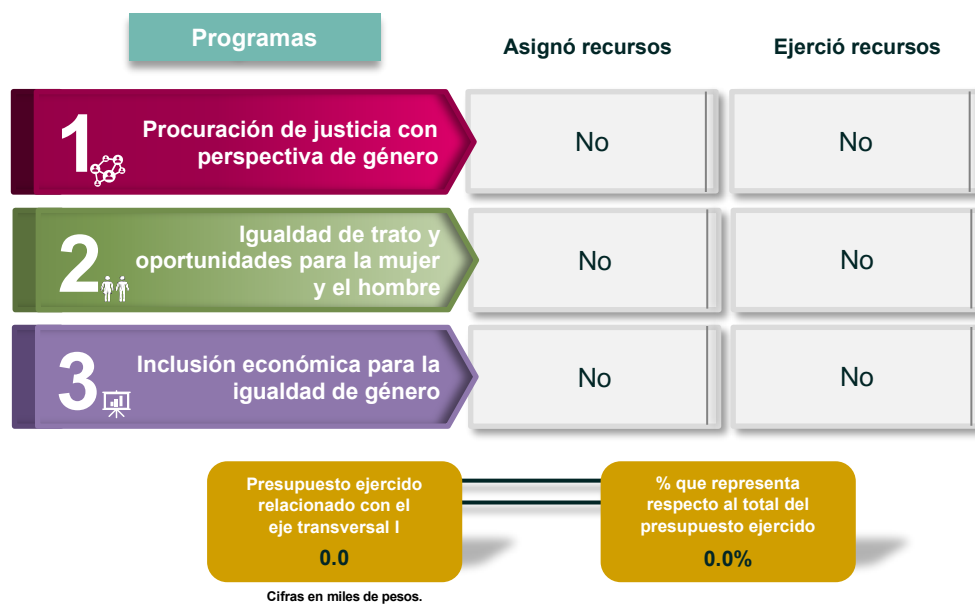 Programas
Asignó recursos
Ejerció recursos
1
Procuración de justicia con
perspectiva de género
No
No
2
Igualdad de trato y
oportunidades para la mujer
y el hombre
No
No
3
Inclusión económica para la
igualdad de género
No
No
Presupuesto ejercido
relacionado con el
eje transversal I
0.0
% que representa
respecto al total del
presupuesto ejercido
0.0%
Cifras en miles de pesos.